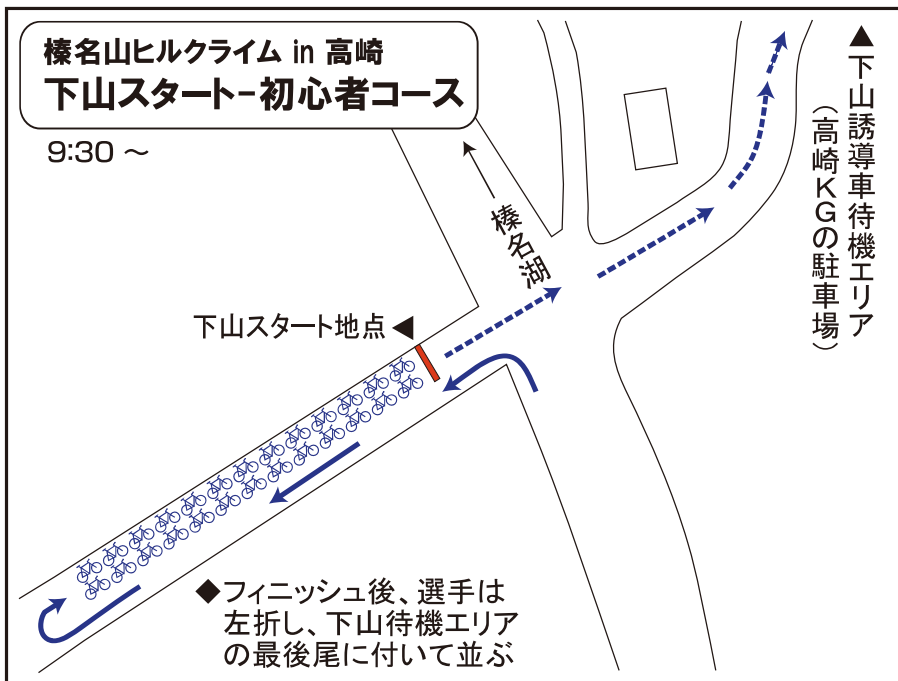 榛名山ヒルクライム in 高崎
下山スタート-初心者コース
9:30 〜
▲下山誘導車待機エリア
（高崎KGの駐車場）
榛名湖
下山スタート地点◀
◆フィニッシュ後、選手は
左折し、下山待機エリア
の最後尾に付いて並ぶ